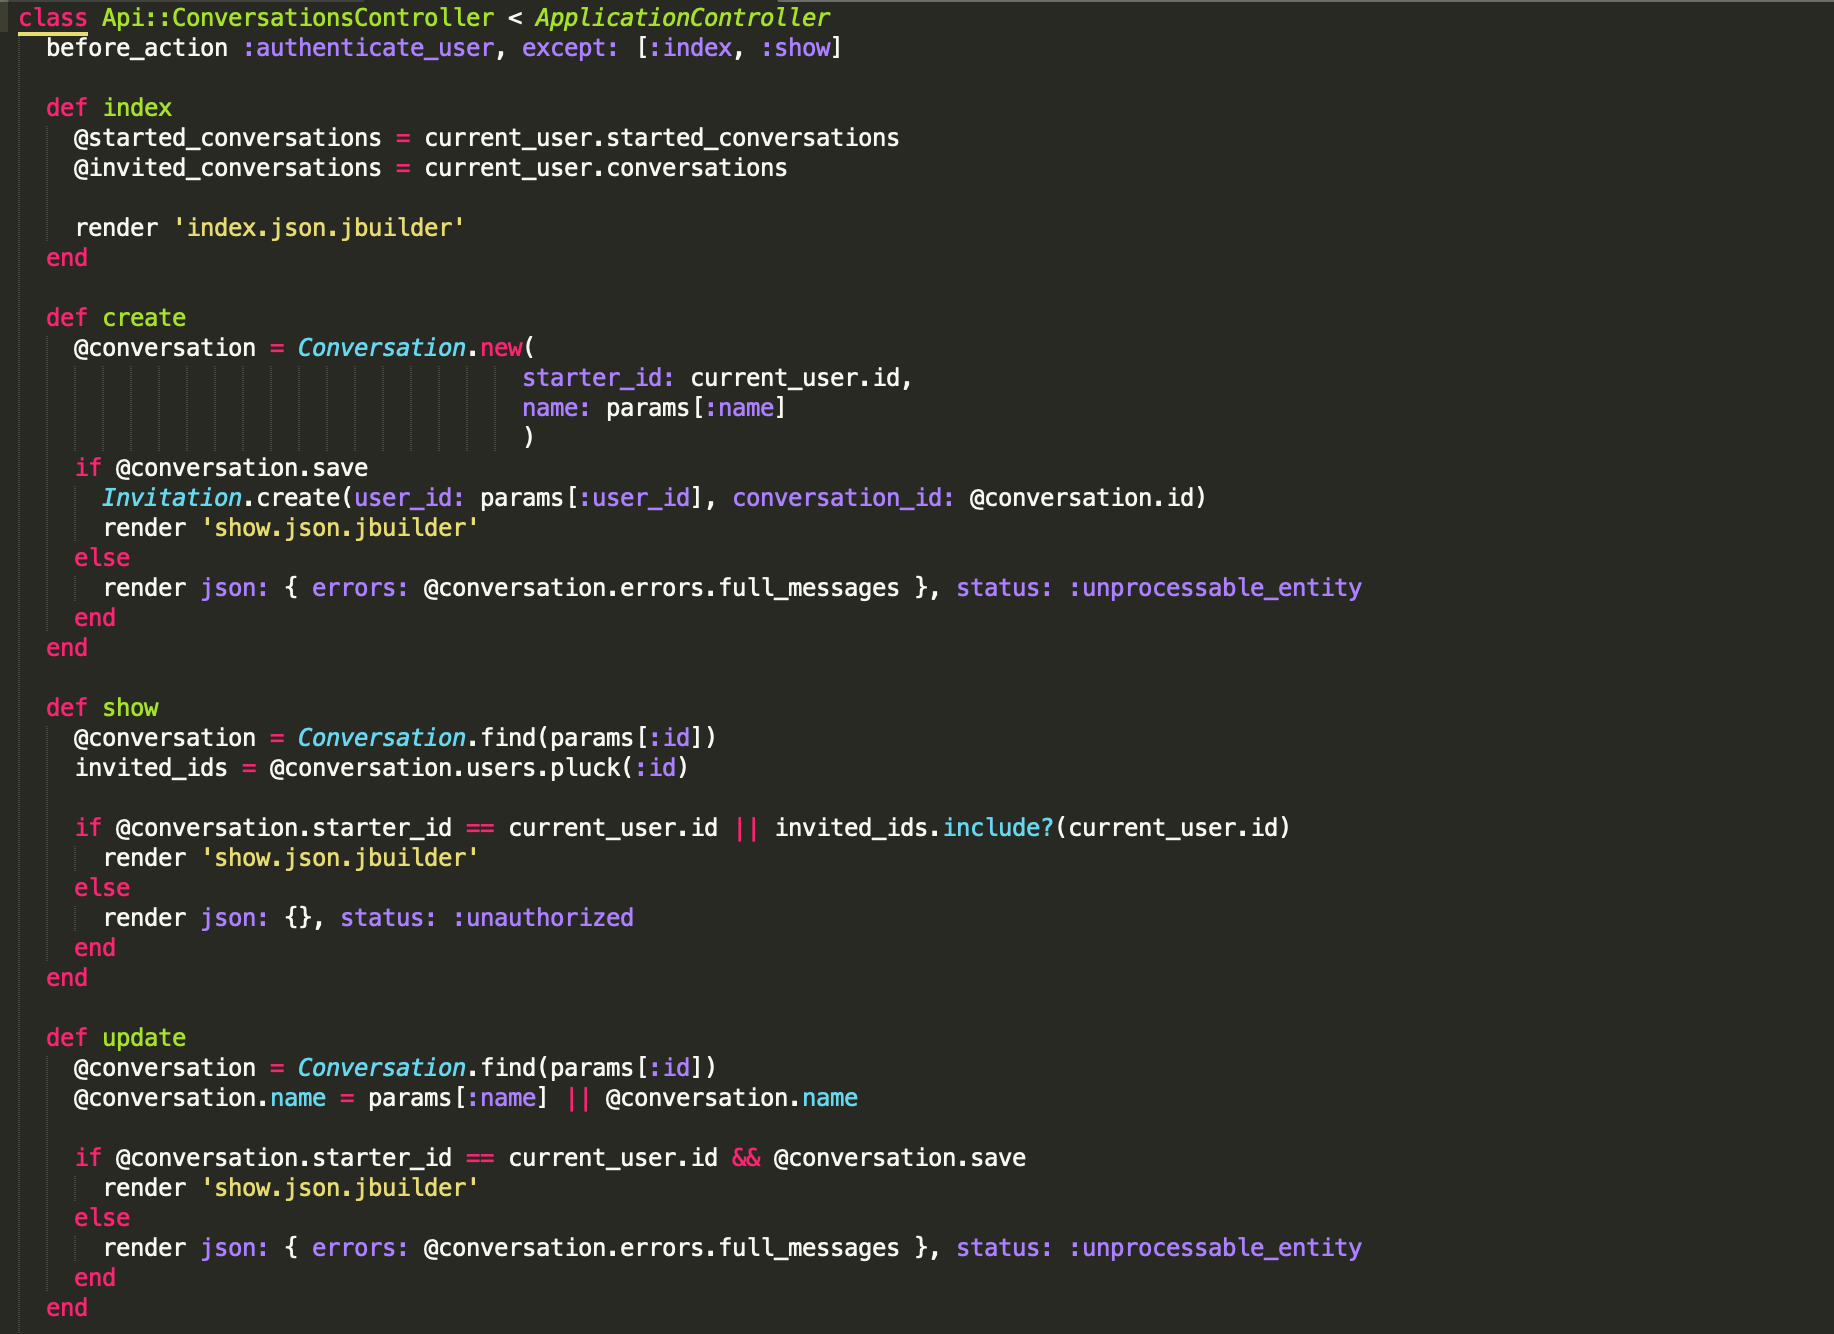 class Api::ConversationsController < ApplicationController
  before_action :authenticate_user, except: [:index, :show]

  def index
    @started_conversations = current_user.started_conversations
    @invited_conversations = current_user.conversations

    render 'index.json.jbuilder'
  end

  def create
    @conversation = Conversation.new(
                                    starter_id: current_user.id,
                                    name: params[:name]
                                    )
    if @conversation.save
      Invitation.create(user_id: params[:user_id], conversation_id: @conversation.id)
      render 'show.json.jbuilder'
    else
      render json: { errors: @conversation.errors.full_messages }, status: :unprocessable_entity
    end
  end

  def show
    @conversation = Conversation.find(params[:id])
    invited_ids = @conversation.users.pluck(:id)

    if @conversation.starter_id == current_user.id || invited_ids.include?(current_user.id)
      render 'show.json.jbuilder'
    else
      render json: {}, status: :unauthorized
    end
  end

  def update
    @conversation = Conversation.find(params[:id])
    @conversation.name = params[:name] || @conversation.name

    if @conversation.starter_id == current_user.id && @conversation.save
      render 'show.json.jbuilder'
    else
      render json: { errors: @conversation.errors.full_messages }, status: :unprocessable_entity
    end
  end